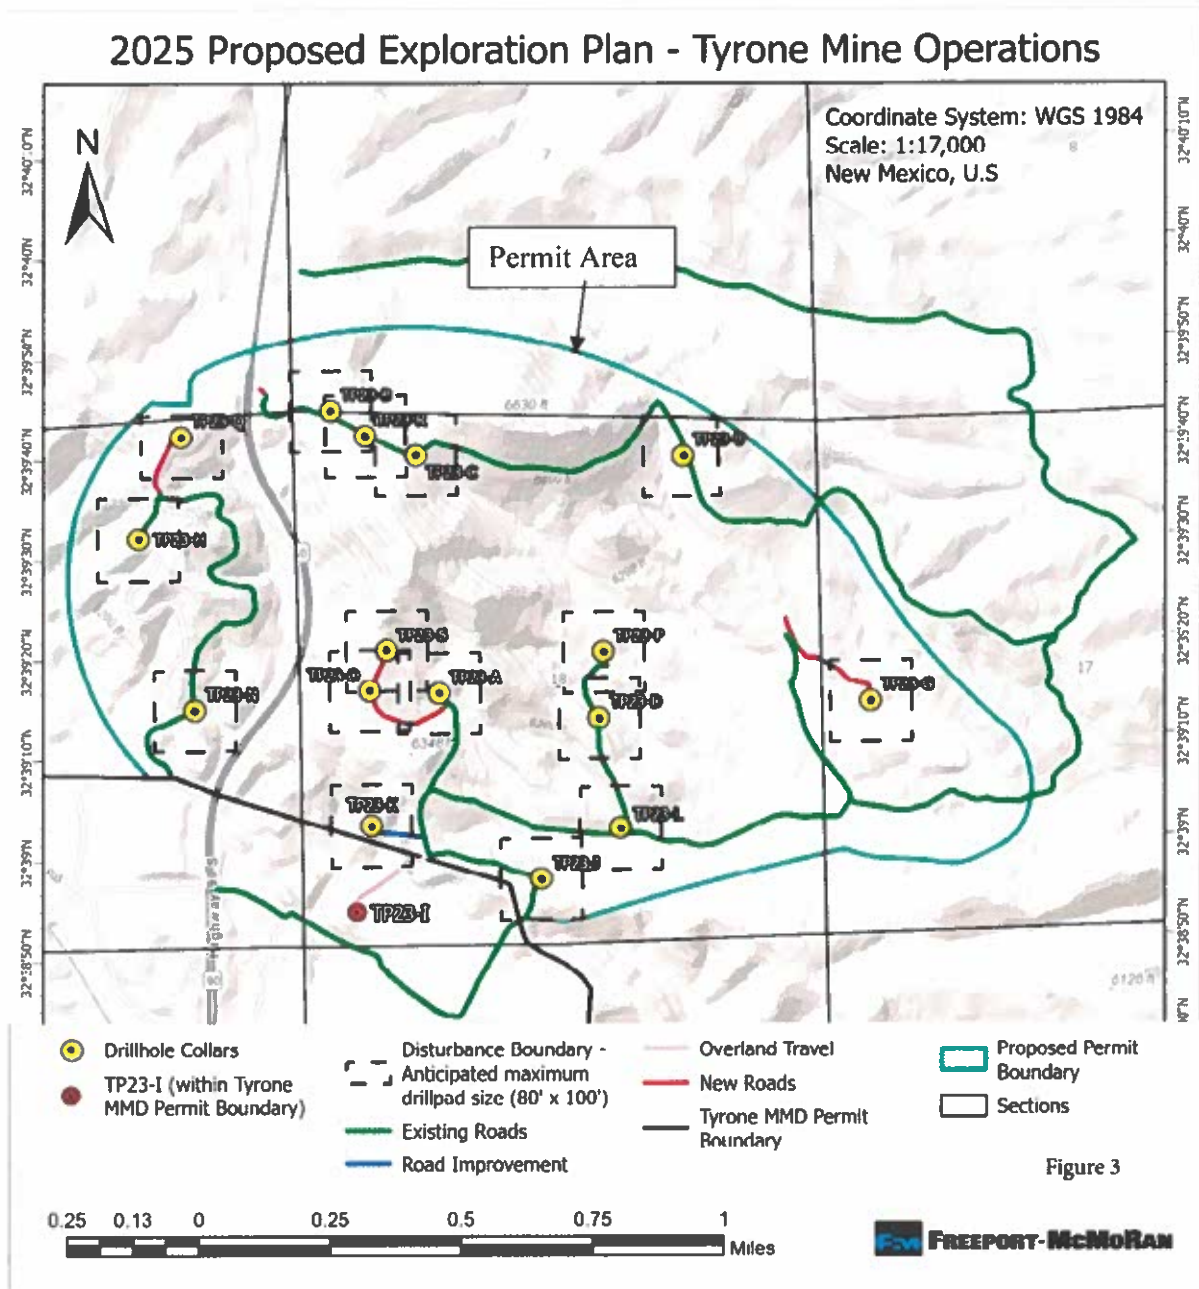 2025 Proposed Exploration Plan - Tyrone Mine Operations
Coordinate System: WGS 1984
Scale: 1:17,000
New Mexico, U.S
N
7
8
Permit Area
32°40'10"N
32°40'N
32°40'N
32°39'50"N
32°39'50"N
32°39'40"N
32°39'40"N
32°39'30"N
32°39'30"N
32°39'20"N
32°39'10"N
32°39'10"N
32°39'N
32°39'N
32°38'50"N
32°38'50"N
6630 ft
TP23-C
TP23-H
TP23-N
TP23-S
TP23-A
TP23-P
TP23-D
18
17
TP23-K
TP23-L
TP23-I
6120 ft
Drillhole Collars
TP23-I (within Tyrone
MMD Permit Boundary)
Disturbance Boundary -
Anticipated maximum
drillpad size (80' x 100')
Existing Roads
Road Improvement
Overland Travel
New Roads
Tyrone MMD Permit
Boundary
Proposed Permit
Boundary
Sections
Figure 3
0.25 0.13 0 0.25 0.5 0.75 1
Miles
FREEPORT-McMoRAN